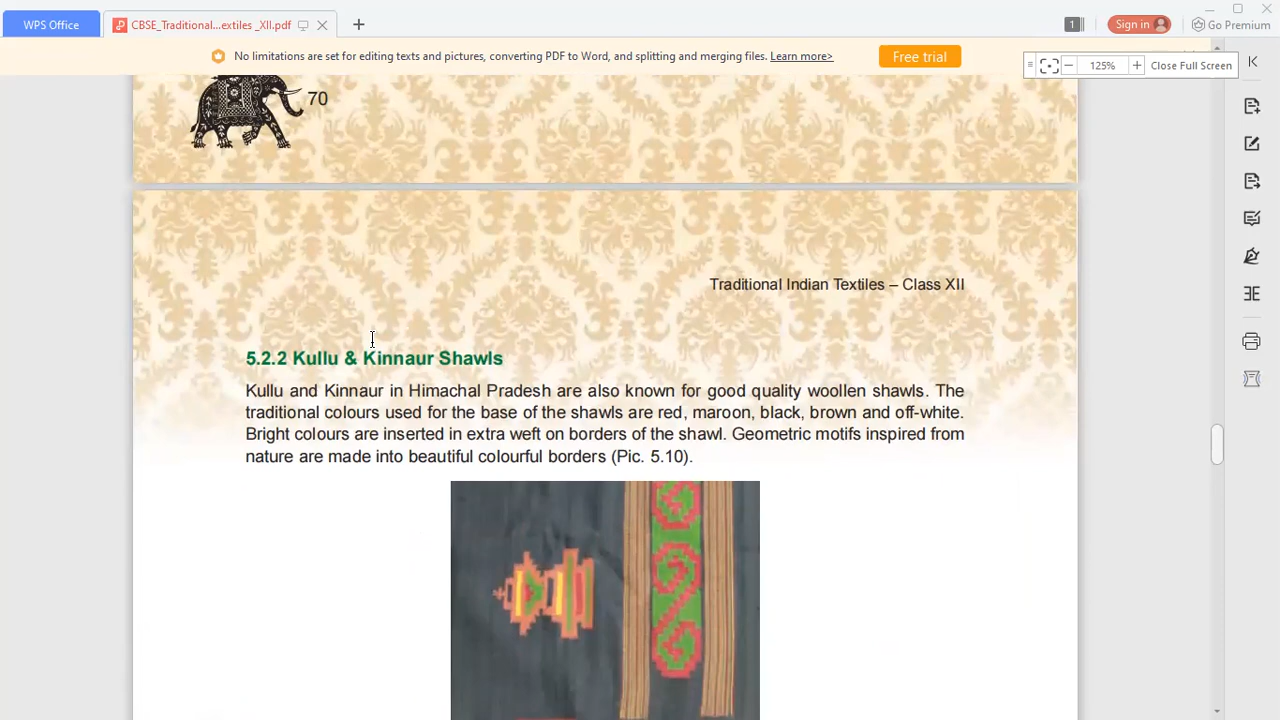 WPS Office
CBSE_Traditional...extiles _XII.pdf
1
Sign in
Go Premium
No limitations are set for editing texts and pictures, converting PDF to Word, and splitting and merging files. Learn more>
Free trial
125%
Close Full Screen
70
Traditional Indian Textiles – Class XII
5.2.2 Kullu & Kinnaur Shawls
Kullu and Kinnaur in Himachal Pradesh are also known for good quality woollen shawls. The
traditional colours used for the base of the shawls are red, maroon, black, brown and off-white.
Bright colours are inserted in extra weft on borders of the shawl. Geometric motifs inspired from
nature are made into beautiful colourful borders (Pic. 5.10).